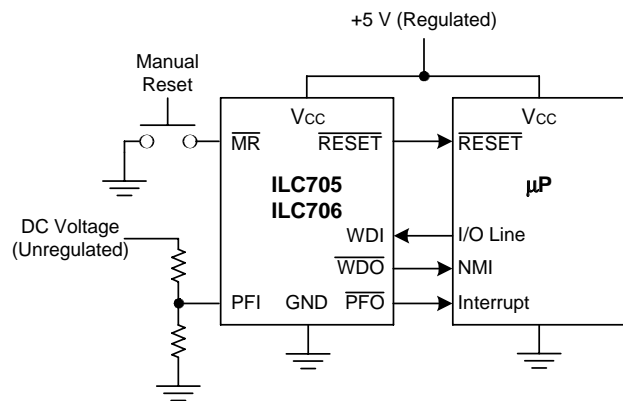 +5 V (Regulated)
Manual
Reset
VCC
VCC
MR
RESET
RESET
ILC705
ILC706
μP
DC Voltage
(Unregulated)
WDI
I/O Line
WDO
NMI
PFI
GND
PFO
Interrupt